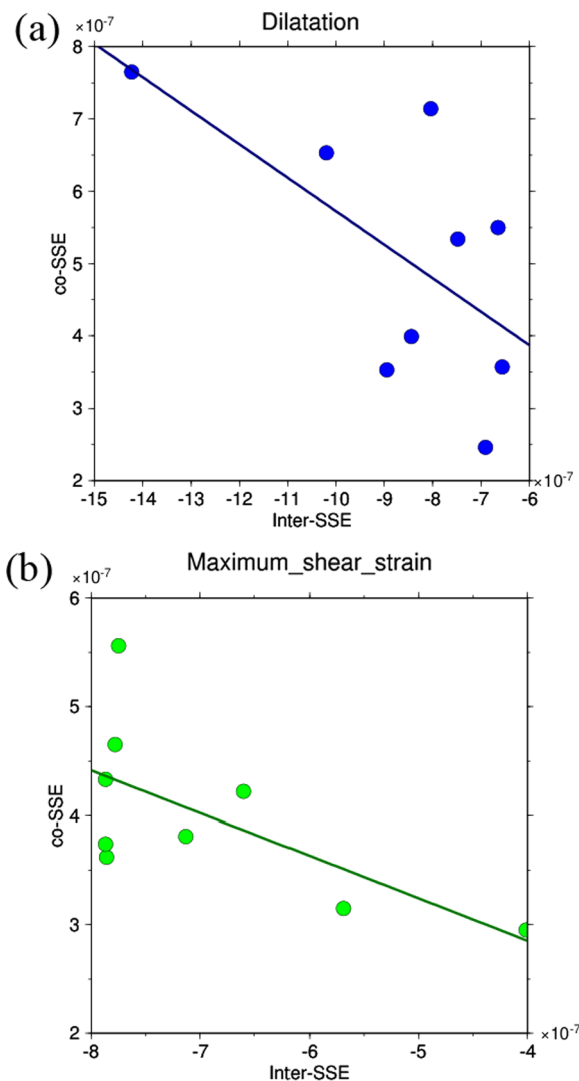 (a)
Dilatation
×10⁻⁷
8
7
6
5
4
3
2
co-SSE
-15 -14 -13 -12 -11 -10 -9 -8 -7 -6
×10⁻⁷
Inter-SSE
(b)
Maximum_shear_strain
×10⁻⁷
6
5
4
3
2
co-SSE
-8 -7 -6 -5 -4
×10⁻⁷
Inter-SSE